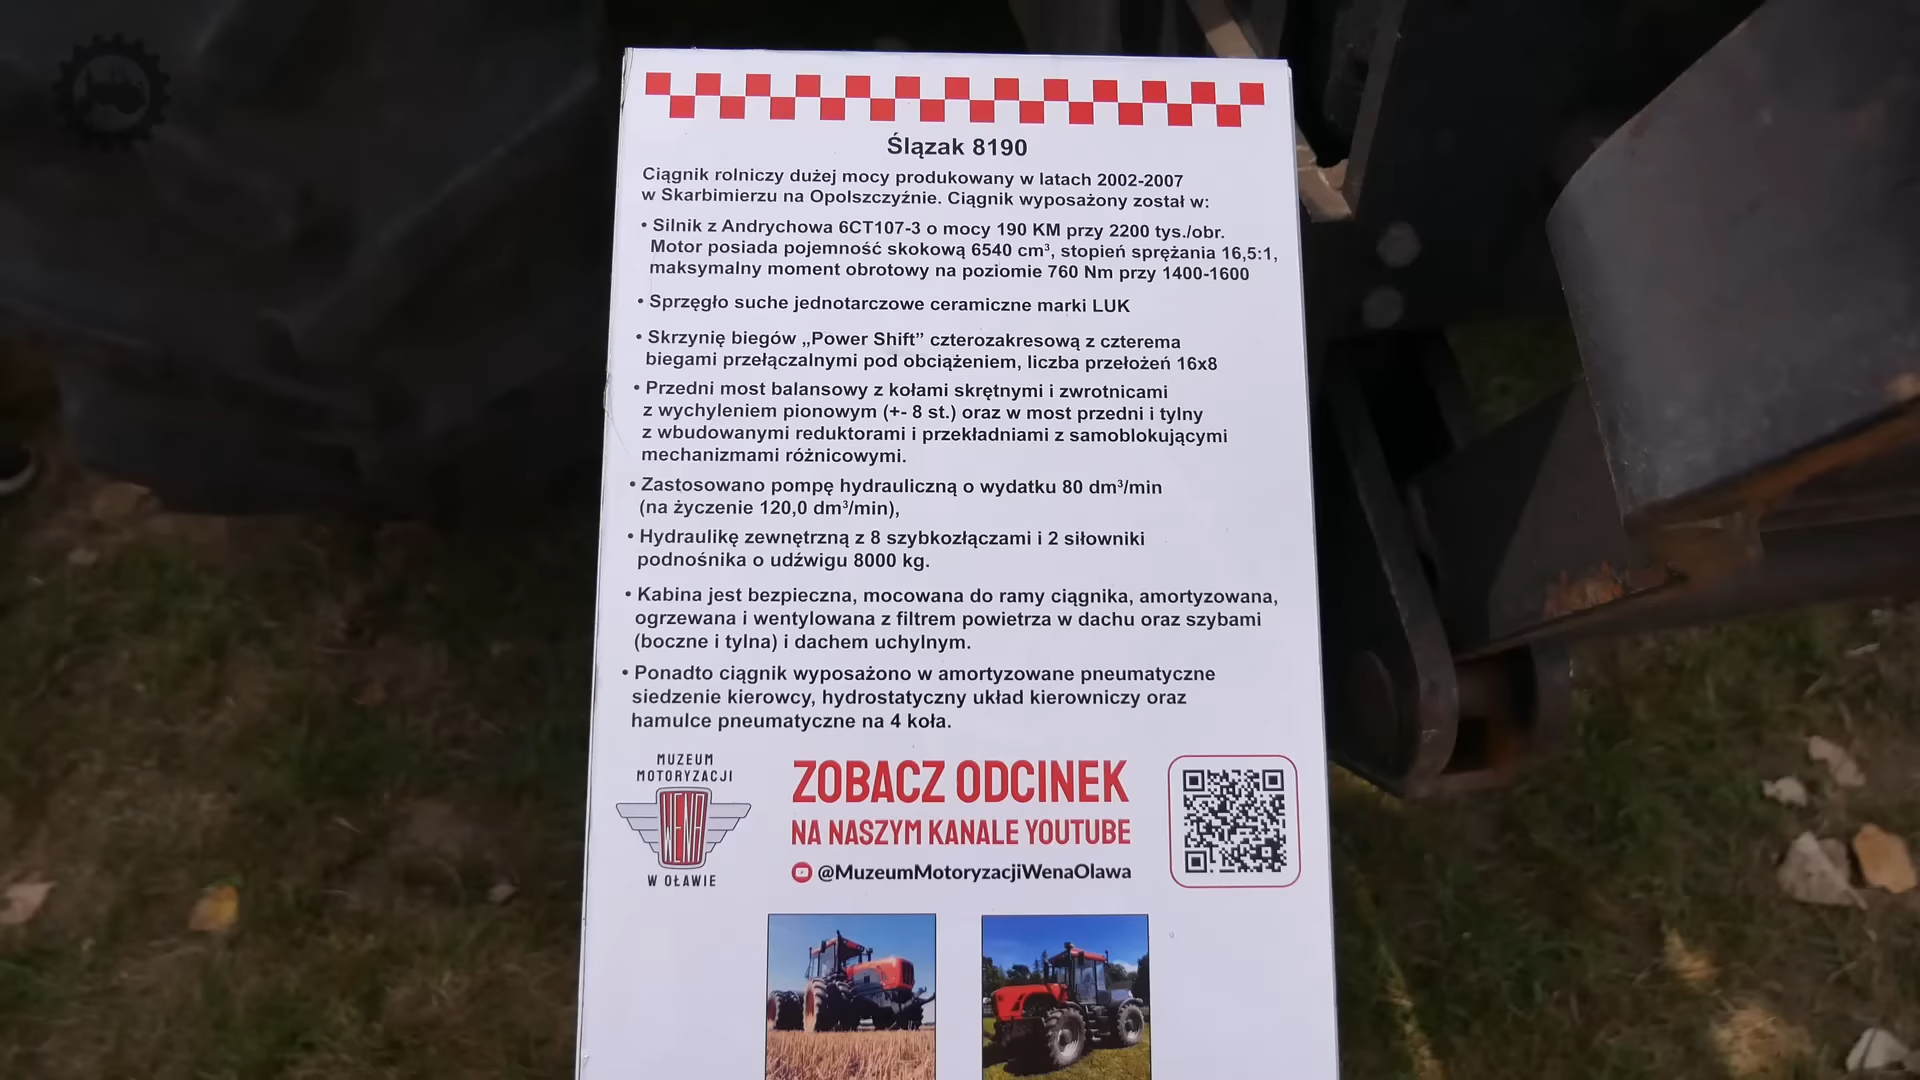 Ślązak 8190
Ciągnik rolniczy dużej mocy produkowany w latach 2002-2007
w Skarbimierzu na Opolszczyźnie. Ciągnik wyposażony został w:
• Silnik z Andrychowa 6CT107-3 o mocy 190 KM przy 2200 tys./obr.
Motor posiada pojemność skokową 6540 cm³, stopień sprężania 16,5:1,
maksymalny moment obrotowy na poziomie 760 Nm przy 1400-1600
• Sprzęgło suche jednotarczowe ceramiczne marki LUK
• Skrzynię biegów „Power Shift” czterozakresową z czterema
biegami przełączalnymi pod obciążeniem, liczba przełożeń 16x8
• Przedni most balansowy z kołami skrętnymi i zwrotnicami
z wychyleniem pionowym (+- 8 st.) oraz w most przedni i tylny
z wbudowanymi reduktorami i przekładniami z samoblokującymi
mechanizmami różnicowymi.
• Zastosowano pompę hydrauliczną o wydatku 80 dm³/min
(na życzenie 120,0 dm³/min),
• Hydraulikę zewnętrzną z 8 szybkozłączami i 2 siłowniki
podnośnika o udźwigu 8000 kg.
• Kabina jest bezpieczna, mocowana do ramy ciągnika, amortyzowana,
ogrzewana i wentylowana z filtrem powietrza w dachu oraz szybami
(boczne i tylna) i dachem uchylnym.
• Ponadto ciągnik wyposażono w amortyzowane pneumatyczne
siedzenie kierowcy, hydrostatyczny układ kierowniczy oraz
hamulce pneumatyczne na 4 koła.
MUZEUM
MOTORYZACJI
WENA
W OŁAWIE
ZOBACZ ODCINEK
NA NASZYM KANALE YOUTUBE
@MuzeumMotoryzacjiWenaOlawa